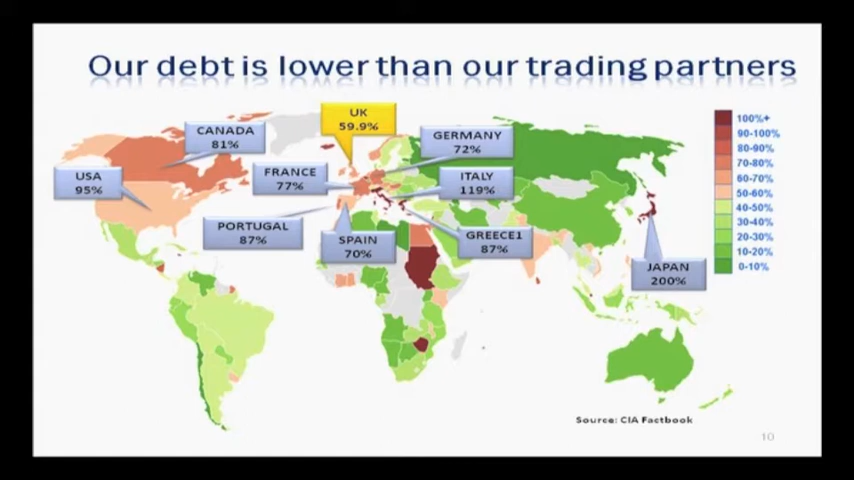 Our debt is lower than our trading partners
UK
59.9%
CANADA
81%
GERMANY
72%
USA
95%
FRANCE
77%
ITALY
119%
PORTUGAL
87%
SPAIN
70%
GREECE1
87%
JAPAN
200%
100%+
90-100%
80-90%
70-80%
60-70%
50-60%
40-50%
30-40%
20-30%
10-20%
0-10%
Source: CIA Factbook
10